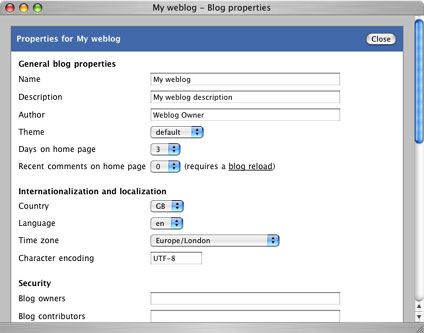 My weblog – Blog properties
Properties for My weblog Close
General blog properties
Name My weblog
Description My weblog description
Author Weblog Owner
Theme default
Days on home page 3
Recent comments on home page 0 (requires a blog reload)
Internationalization and localization
Country GB
Language en
Time zone Europe/London
Character encoding UTF-8
Security
Blog owners
Blog contributors